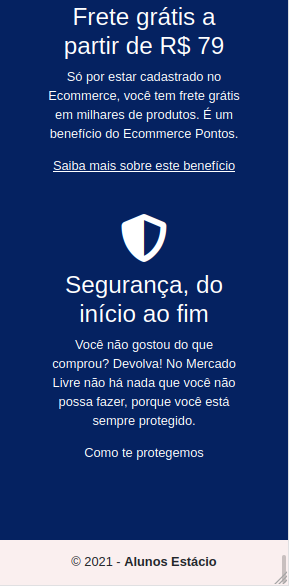 Frete grátis a
partir de R$ 79
Só por estar cadastrado no
Ecommerce, você tem frete grátis
em milhares de produtos. É um
benefício do Ecommerce Pontos.
Saiba mais sobre este benefício
Segurança, do
início ao fim
Você não gostou do que
comprou? Devolva! No Mercado
Livre não há nada que você não
possa fazer, porque você está
sempre protegido.
Como te protegemos
© 2021 - Alunos Estácio